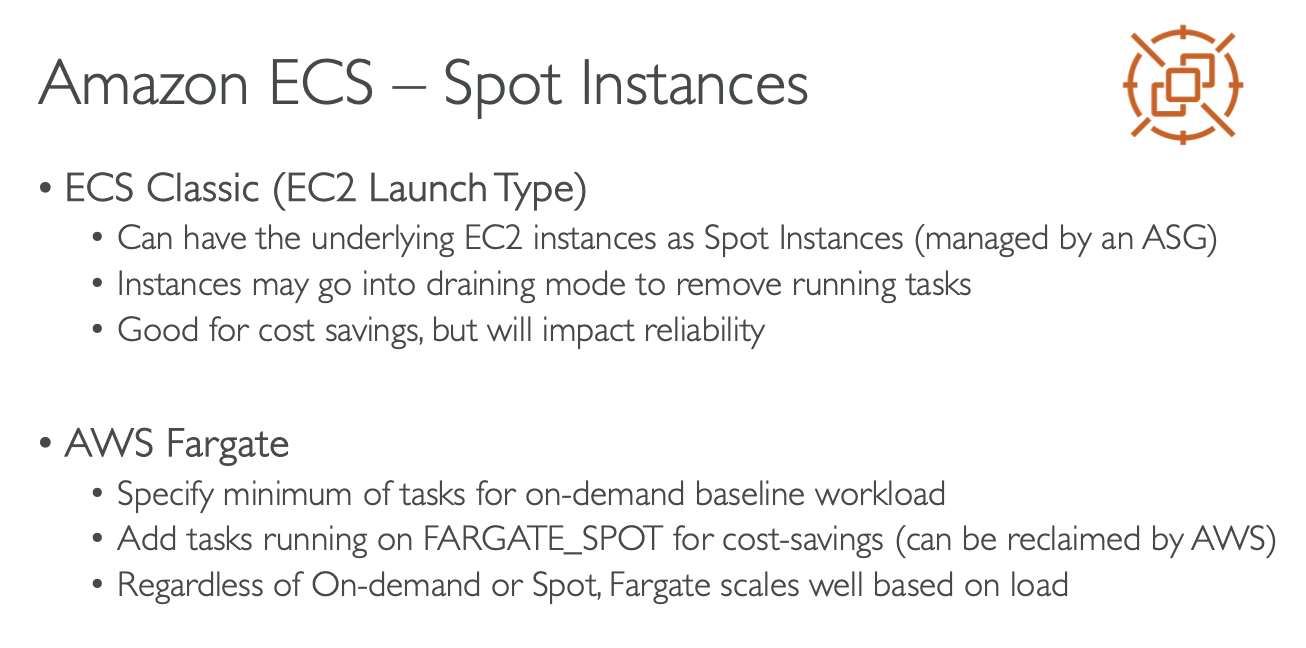 Amazon ECS – Spot Instances
• ECS Classic (EC2 Launch Type)
• Can have the underlying EC2 instances as Spot Instances (managed by an ASG)
• Instances may go into draining mode to remove running tasks
• Good for cost savings, but will impact reliability
• AWS Fargate
• Specify minimum of tasks for on-demand baseline workload
• Add tasks running on FARGATE_SPOT for cost-savings (can be reclaimed by AWS)
• Regardless of On-demand or Spot, Fargate scales well based on load